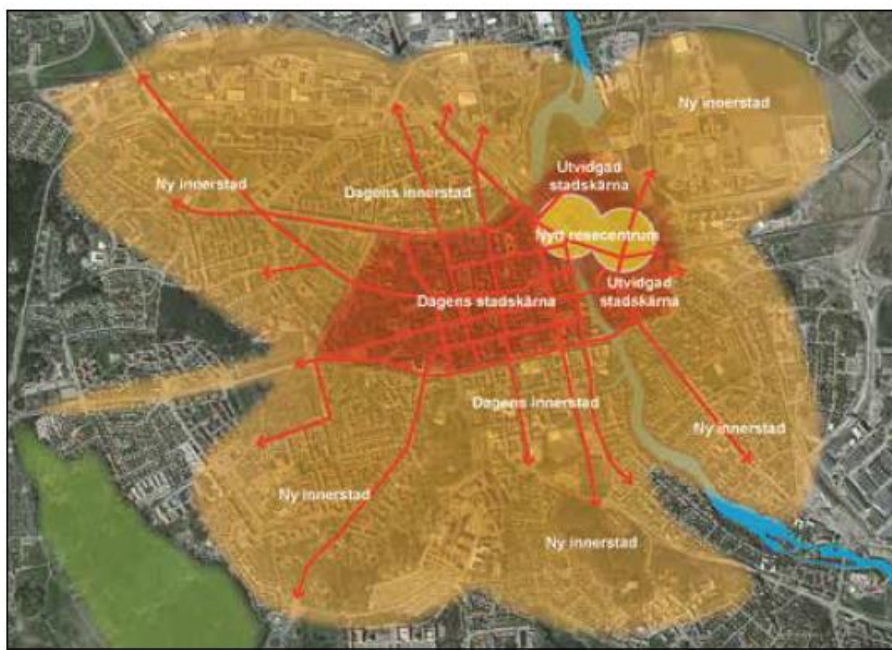 Ny innerstad
Utvidgad
stadskärna
Ny innerstad
Dagens innerstad
Nytt resecentrum
Utvidgad
stadskärna
Dagens stadskärna
Dagens innerstad
Ny innerstad
Ny innerstad
Ny innerstad